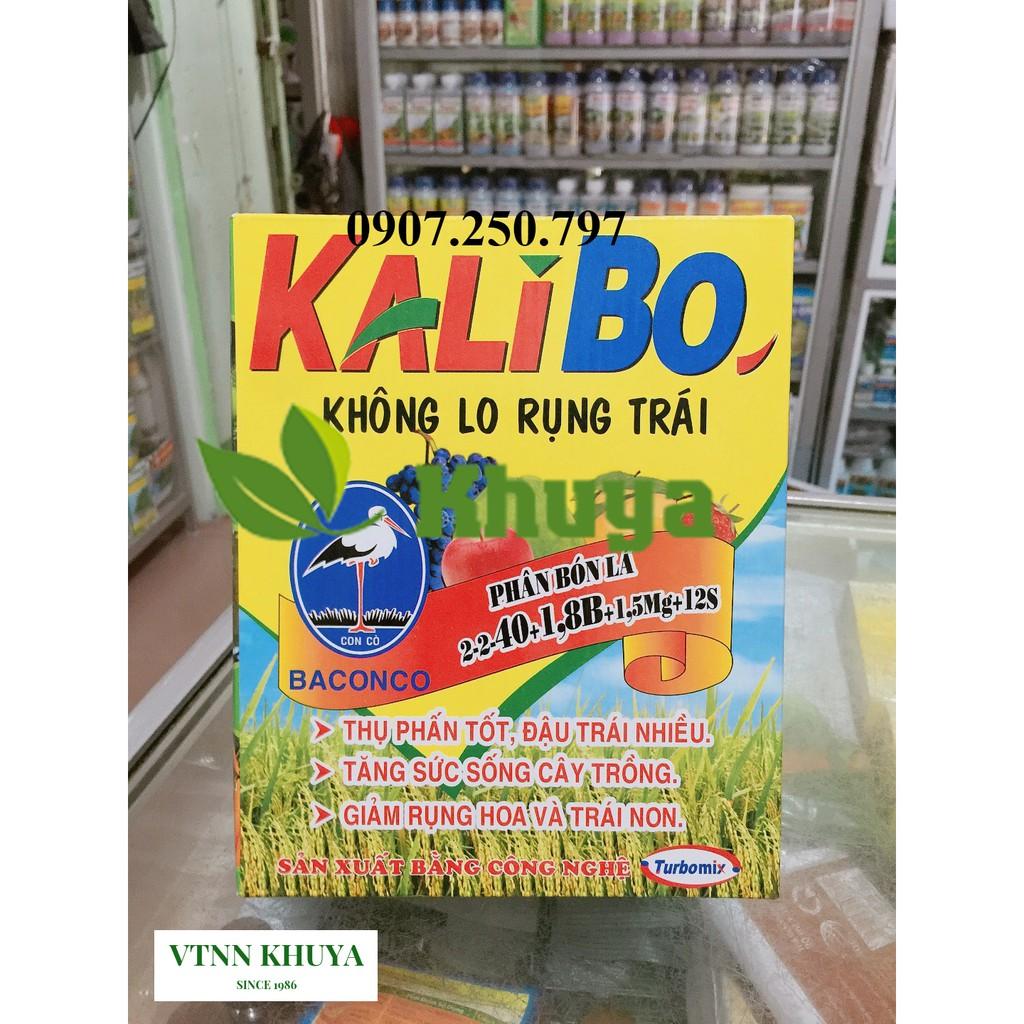 0907.250.797
KALIBO
KHÔNG LO RỤNG TRÁI
Khuya
PHÂN BÓN LÁ
2-2-40+1,8B+1,5Mg+12S
CON CÒ
BACONCO
THỤ PHẤN TỐT, ĐẬU TRÁI NHIỀU.
TĂNG SỨC SỐNG CÂY TRỒNG.
GIẢM RỤNG HOA VÀ TRÁI NON.
SẢN XUẤT BẰNG CÔNG NGHỆ Turbomix
VTNN KHUYA
SINCE 1986